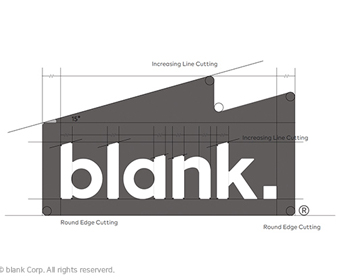 Increasing Line Cutting
15°
Increasing Line Cutting
blank.
®
Round Edge Cutting
Round Edge Cutting
© blank Corp. All rights reserverd.